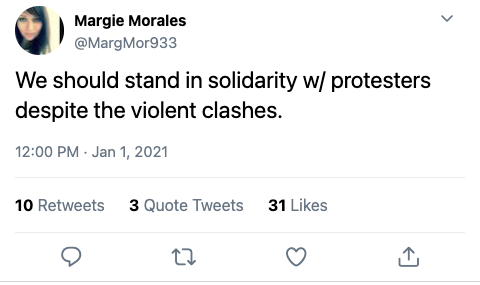 Margie Morales
@MargMor933
We should stand in solidarity w/ protesters
despite the violent clashes.
12:00 PM · Jan 1, 2021
10 Retweets 3 Quote Tweets 31 Likes